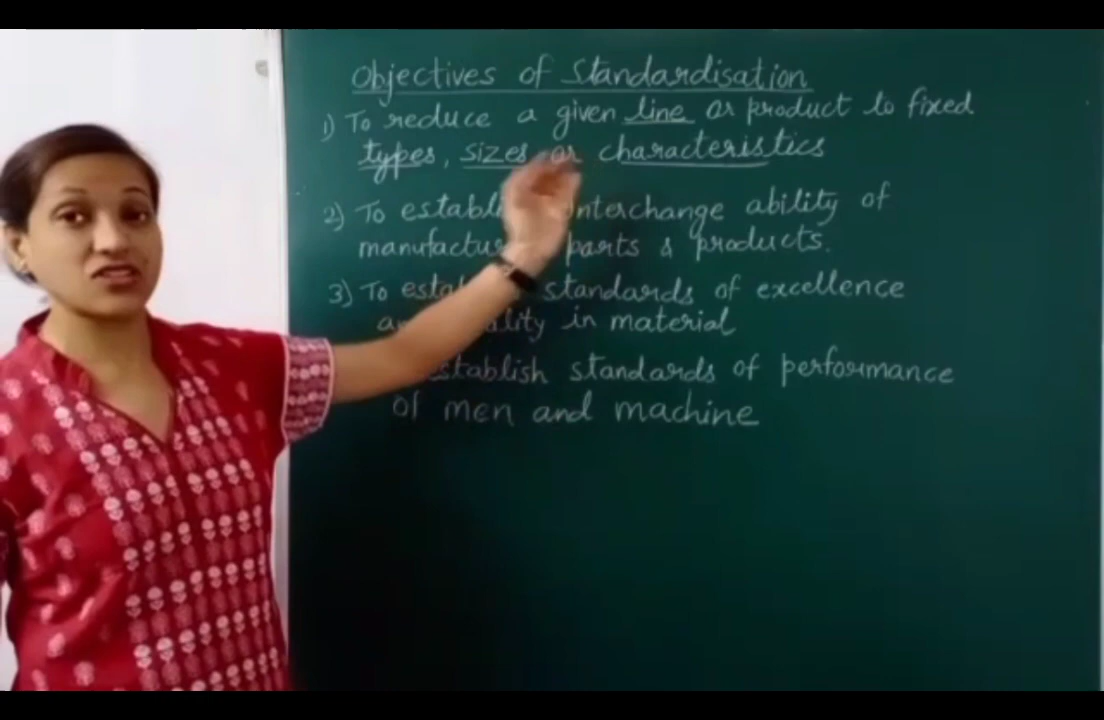 Objectives of Standardisation
1) To reduce a given line or product to fixed
types, sizes or characteristics
2) To interchange ability of
parts & products.
3) To standards of excellence
in material
establish standards of performance
of men and machine